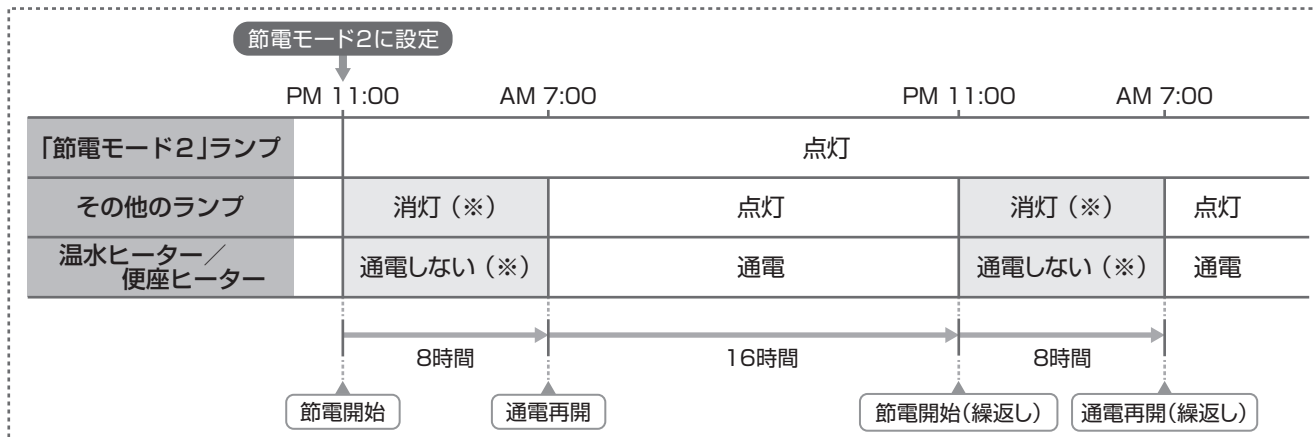 節電モード2に設定
PM 11:00 AM 7:00 PM 11:00 AM 7:00
「節電モード2」ランプ 点灯
その他のランプ 消灯（※） 点灯 消灯（※） 点灯
温水ヒーター／
便座ヒーター 通電しない（※） 通電 通電しない（※） 通電
8時間 16時間 8時間
節電開始 通電再開 節電開始(繰返し) 通電再開(繰返し)